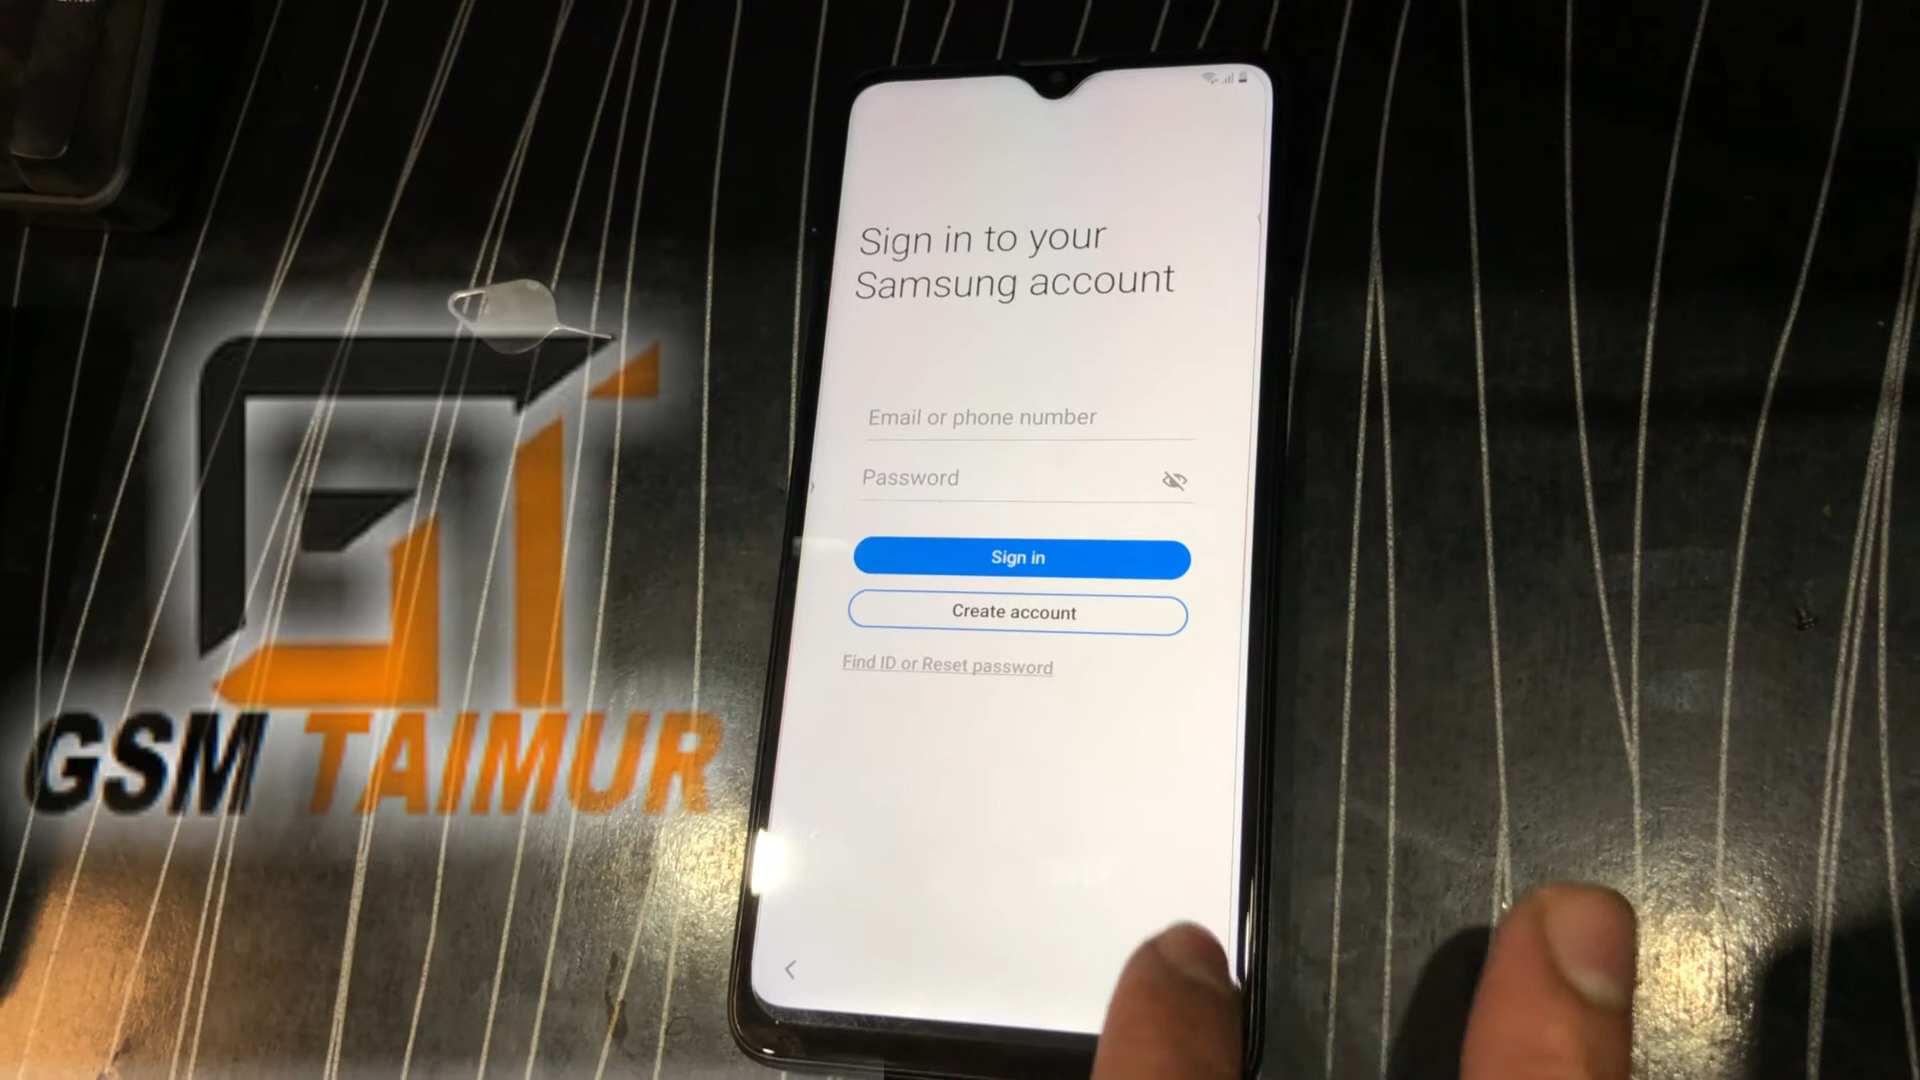 Sign in to your
Samsung account
Email or phone number
Password
Sign in
Create account
Find ID or Reset password
GSM TAIMUR